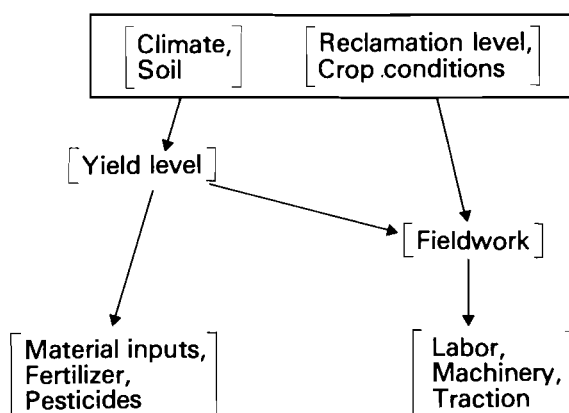 [Climate,
Soil]
[Reclamation level,
Crop conditions]
[Yield level]
[Fieldwork]
[Material inputs,
Fertilizer,
Pesticides]
[Labor,
Machinery,
Traction]